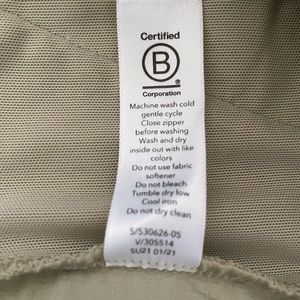 Certified
B
®
Corporation
Machine wash cold
gentle cycle
Close zipper
before washing
Wash and dry
inside out with like
colors
Do not use fabric
softener
Do not bleach
Tumble dry low
Cool iron
Do not dry clean
S/530626-05
V/305514
SU21 01/21